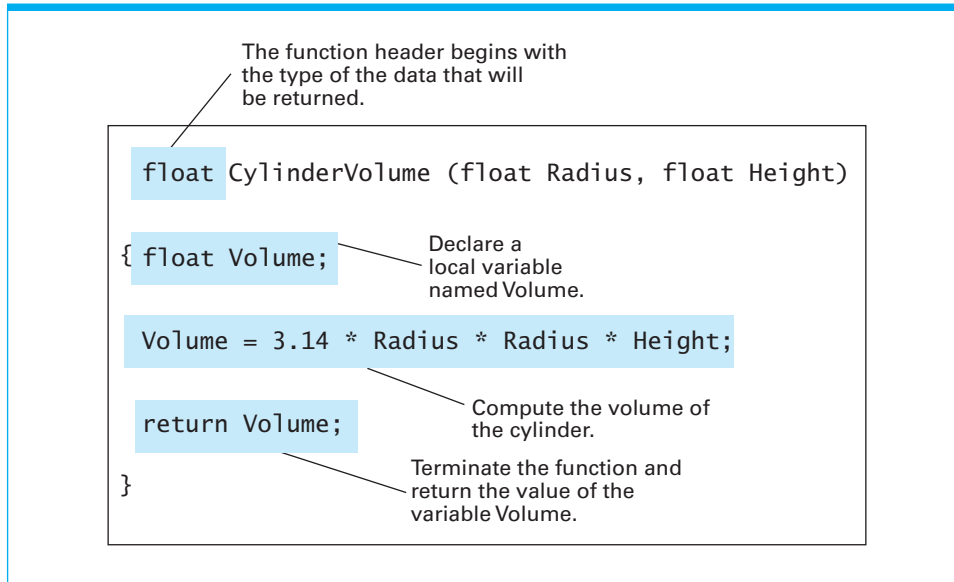 The function header begins with
the type of the data that will
be returned.
float CylinderVolume (float Radius, float Height)
{ float Volume;
Declare a
local variable
named Volume.
Volume = 3.14 * Radius * Radius * Height;
Compute the volume of
the cylinder.
return Volume;
Terminate the function and
return the value of the
variable Volume.
}